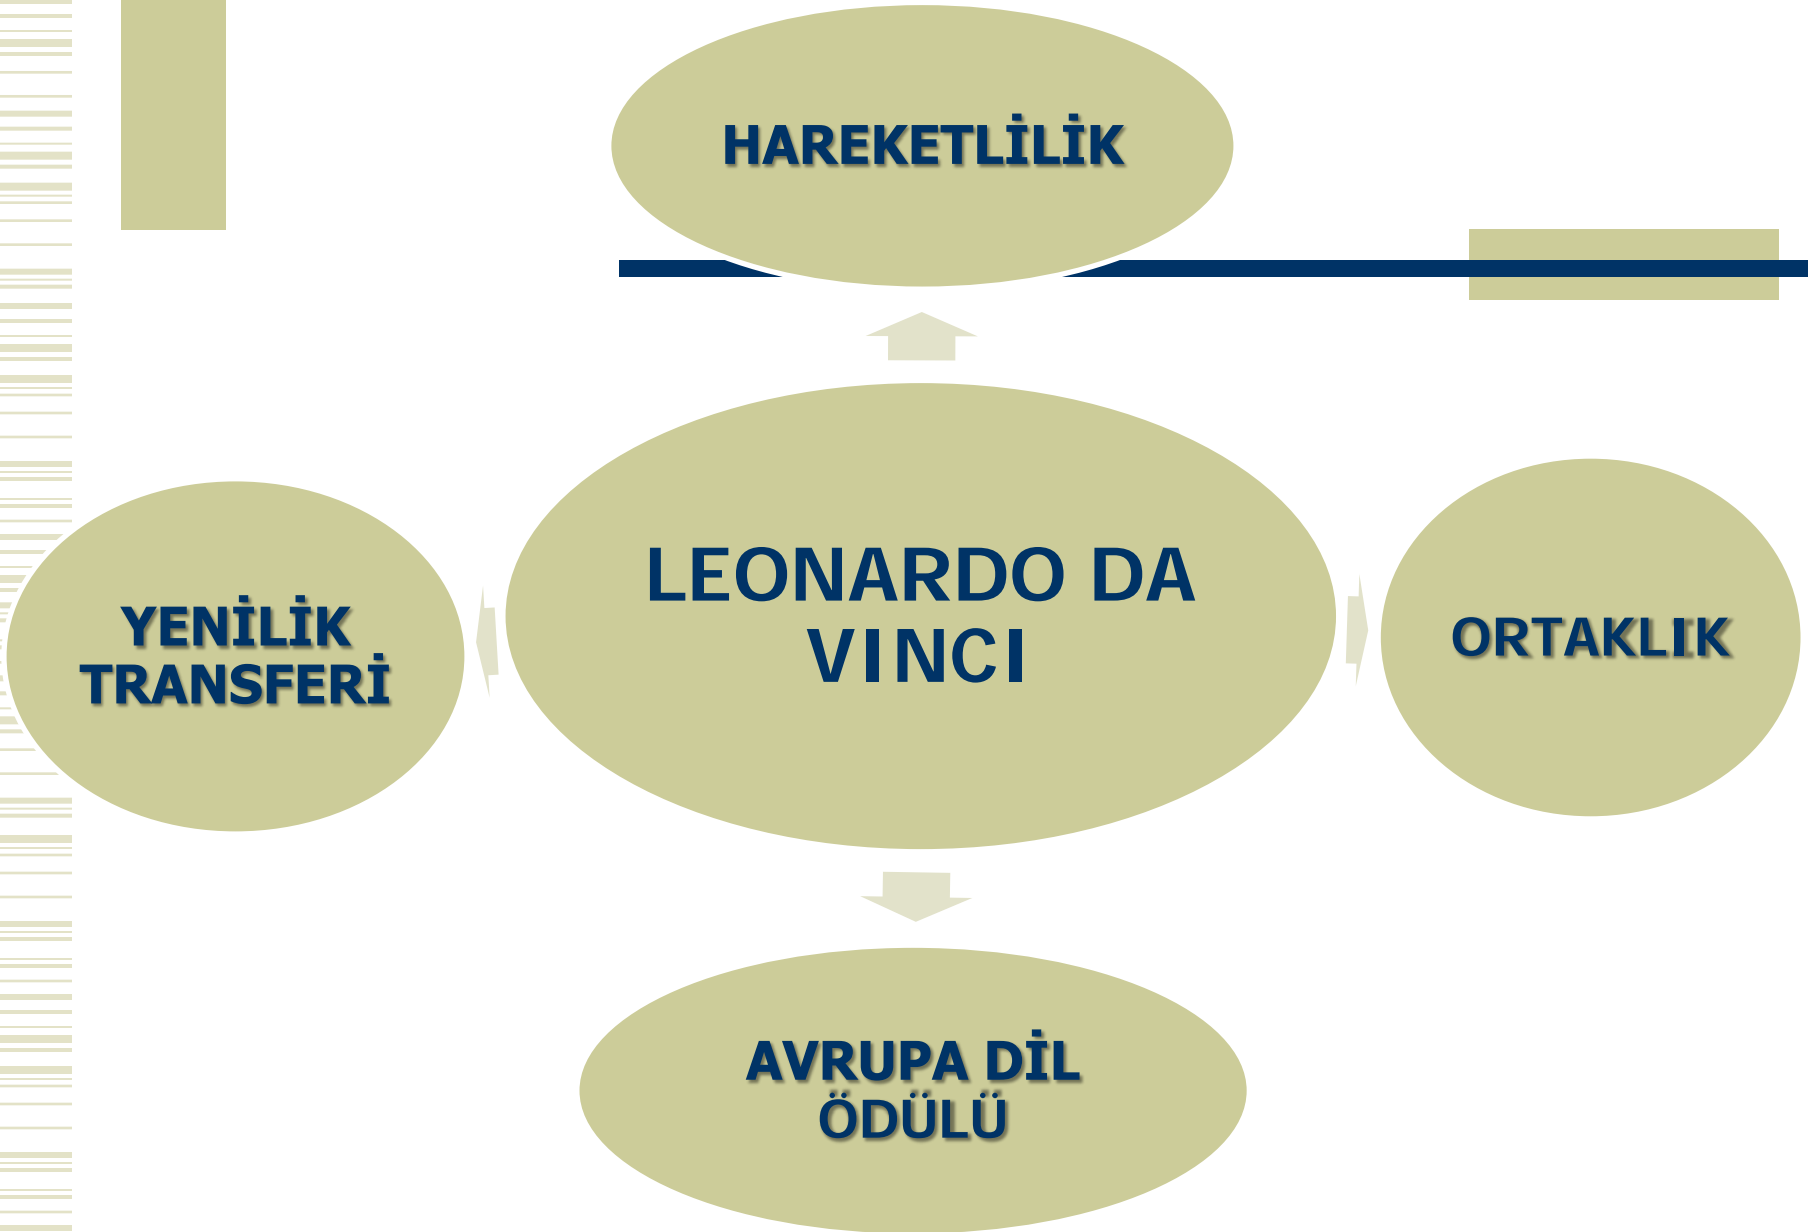 HAREKETLİLİK
LEONARDO DA
VINCI
YENİLİK
TRANSFERİ
ORTAKLIK
AVRUPA DİL
ÖDÜLÜ